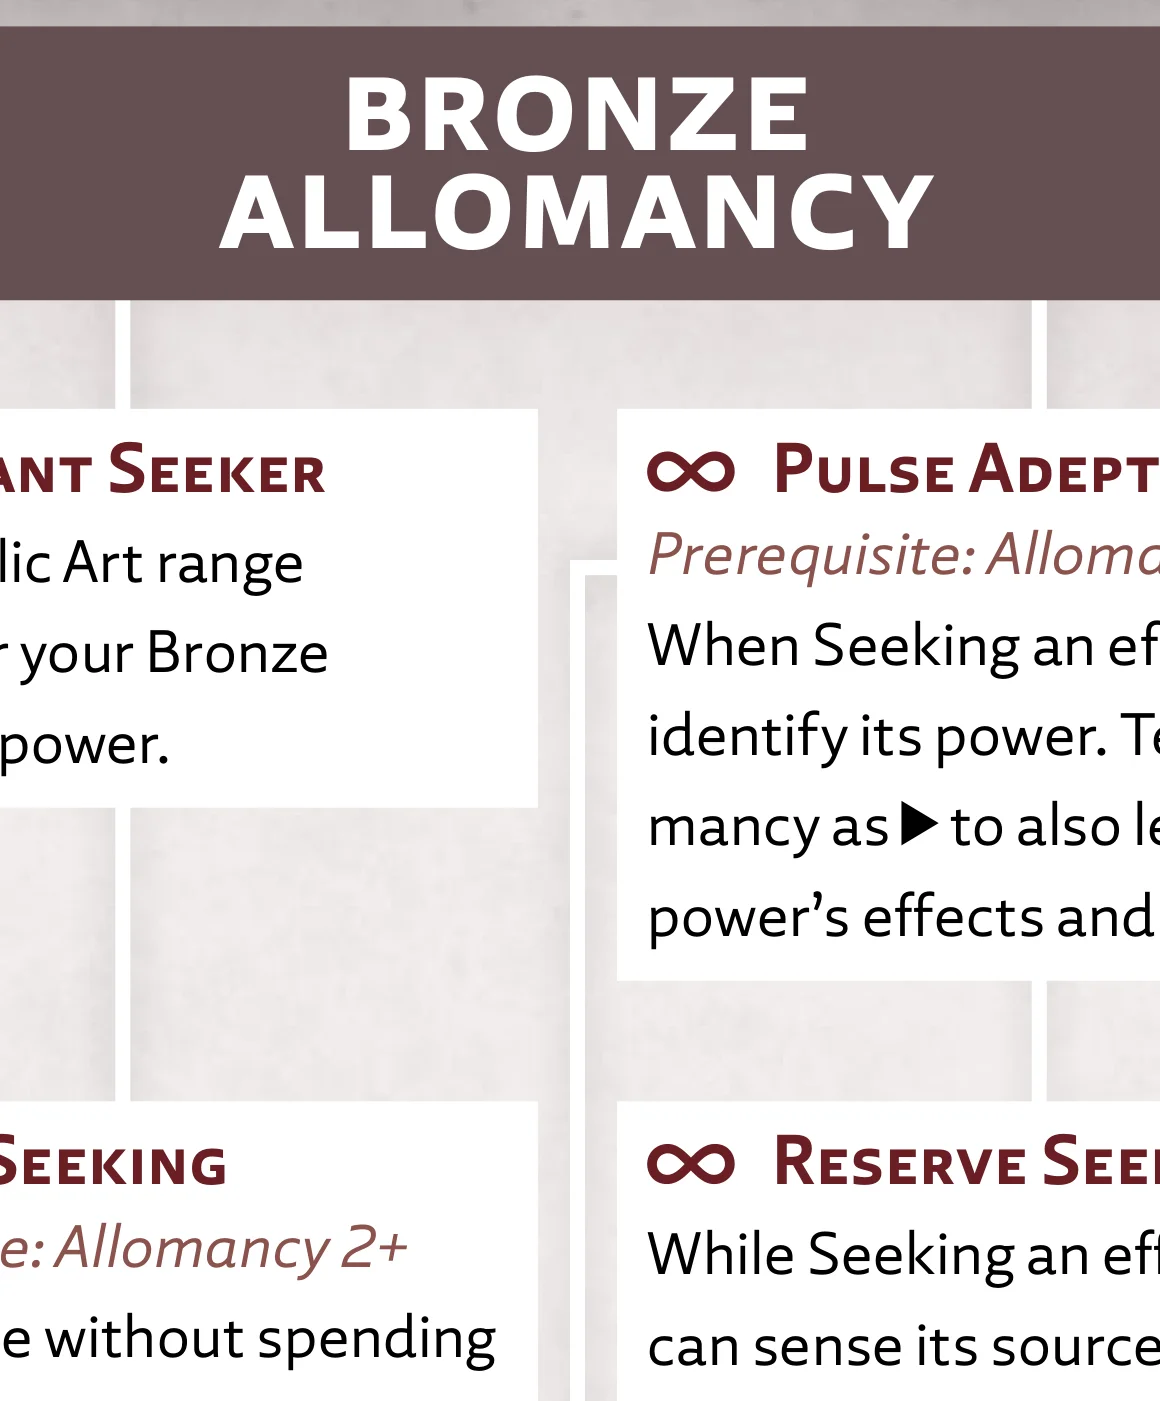 BRONZE
ALLOMANCY
ANT SEEKER
lic Art range
r your Bronze
power.
∞ PULSE ADEPT
Prerequisite: Alloma
When Seeking an ef
identify its power. Te
mancy as ▶ to also le
power’s effects and
SEEKING
e: Allomancy 2+
e without spending
∞ RESERVE SEE
While Seeking an eff
can sense its source